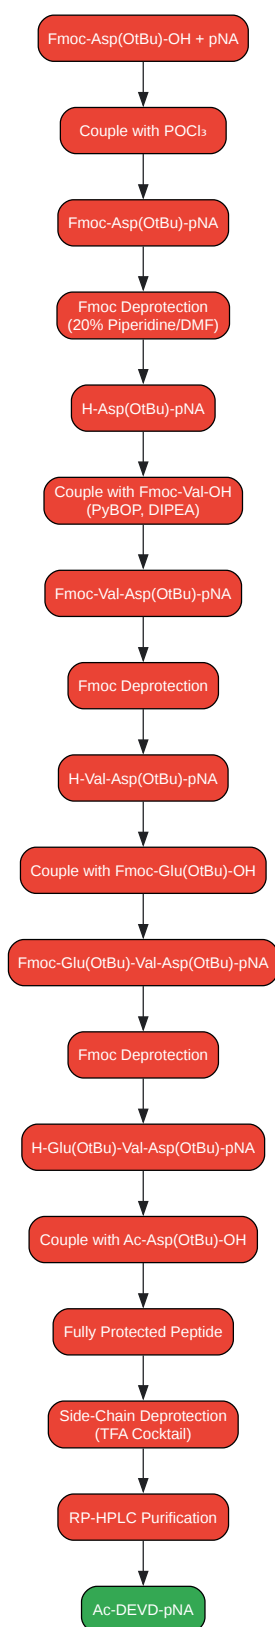 Fmoc-Asp(OtBu)-OH + pNA
Couple with POCl₃
Fmoc-Asp(OtBu)-pNA
Fmoc Deprotection
(20% Piperidine/DMF)
H-Asp(OtBu)-pNA
Couple with Fmoc-Val-OH
(PyBOP, DIPEA)
Fmoc-Val-Asp(OtBu)-pNA
Fmoc Deprotection
H-Val-Asp(OtBu)-pNA
Couple with Fmoc-Glu(OtBu)-OH
Fmoc-Glu(OtBu)-Val-Asp(OtBu)-pNA
Fmoc Deprotection
H-Glu(OtBu)-Val-Asp(OtBu)-pNA
Couple with Ac-Asp(OtBu)-OH
Fully Protected Peptide
Side-Chain Deprotection
(TFA Cocktail)
RP-HPLC Purification
Ac-DEVD-pNA